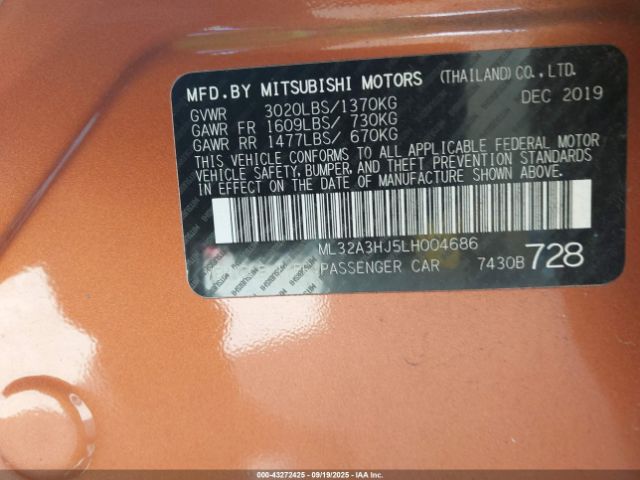 MFD.BY MITSUBISHI MOTORS (THAILAND)CO.,LTD.
GVWR 3020LBS/1370KG DEC 2019
GAWR FR 1609LBS/ 730KG
GAWR RR 1477LBS/ 670KG
THIS VEHICLE CONFORMS TO ALL APPLICABLE FEDERAL MOTOR
VEHICLE SAFETY, BUMPER, AND THEFT PREVENTION STANDARDS
IN EFFECT ON THE DATE OF MANUFACTURE SHOWN ABOVE.
ML32A3HJ5LH004686
PASSENGER CAR 7430B 728
© 43272425 - 09/19/2025 - IAA Holdings, LLC